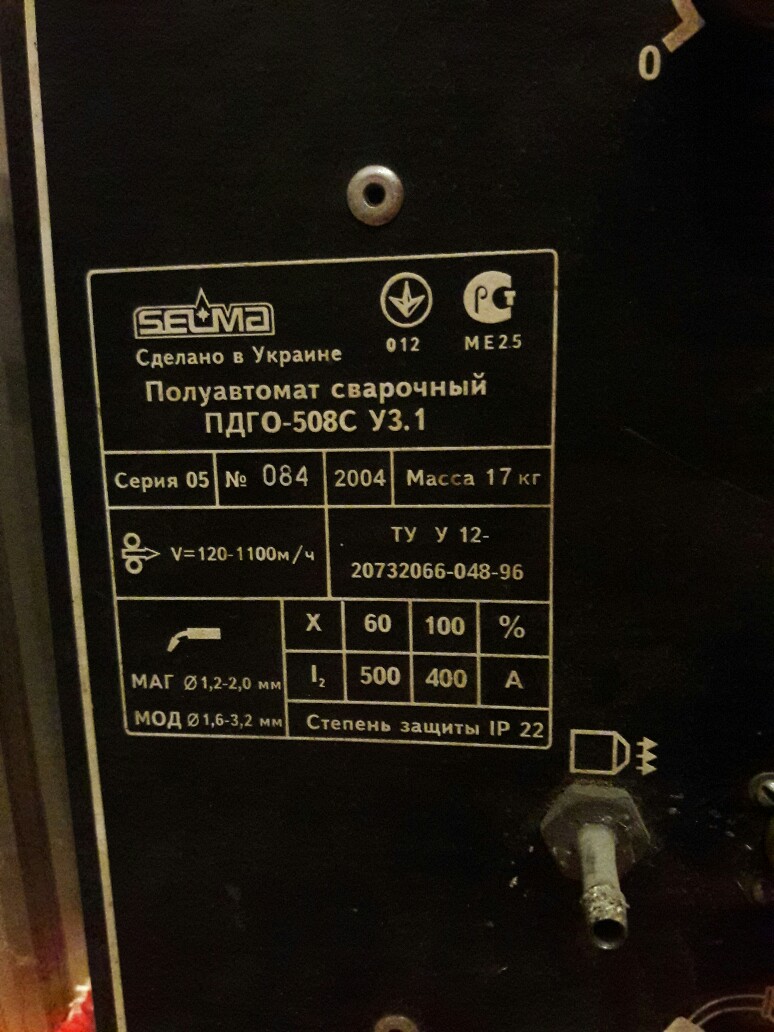 0
SELMA
Сделано в Украине
012
МЕ25
Полуавтомат сварочный
ПДГО-508С У3.1
Серия 05 № 084 2004 Масса 17 кг
V=120-1100м/ч
ТУ У 12-
20732066-048-96
МАГ Ø1,2-2,0 мм
МОД Ø1,6-3,2 мм
X 60 100 %
I₂ 500 400 А
Степень защиты IP 22